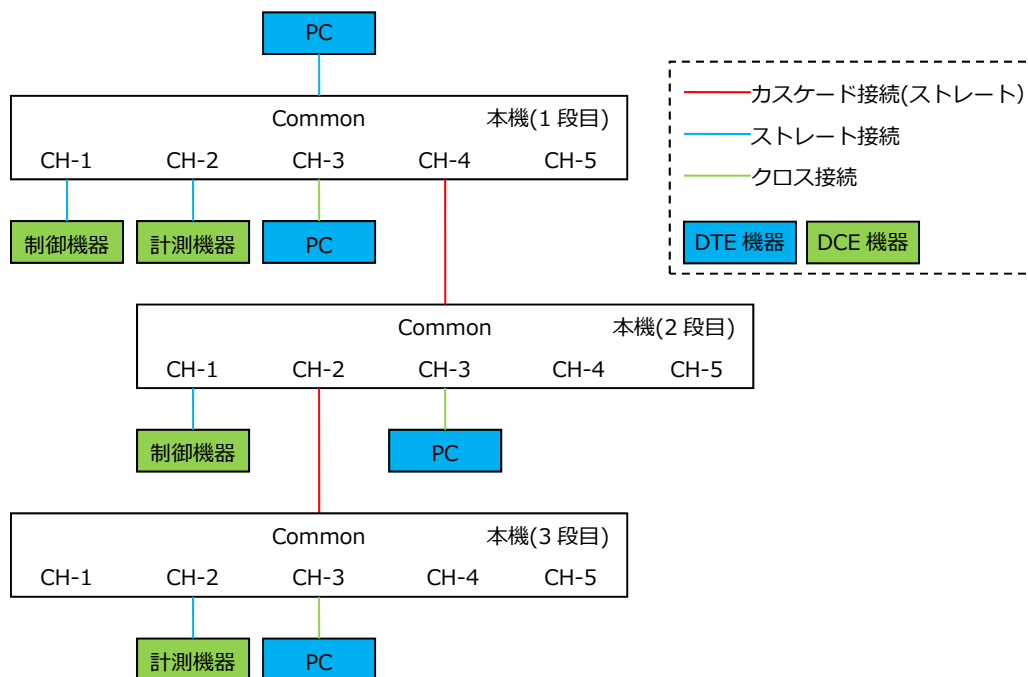 PC
Common 本機(1 段目)
CH-1 CH-2 CH-3 CH-4 CH-5
制御機器 計測機器 PC
カスケード接続(ストレート)
ストレート接続
クロス接続
DTE 機器 DCE 機器
Common 本機(2 段目)
CH-1 CH-2 CH-3 CH-4 CH-5
制御機器 PC
Common 本機(3 段目)
CH-1 CH-2 CH-3 CH-4 CH-5
計測機器 PC